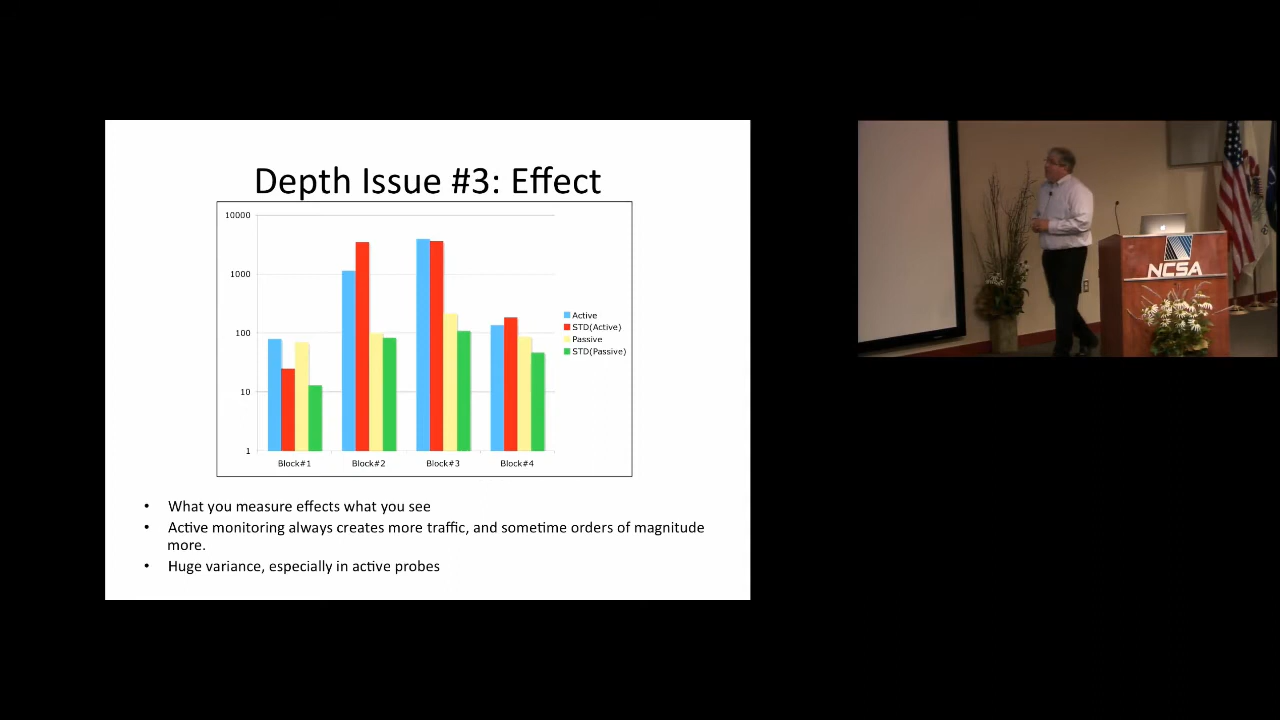 Depth Issue #3: Effect
10000
1000
100
10
1
Block#1
Block#2
Block#3
Block#4
Active
STD(Active)
Passive
STD(Passive)
• What you measure effects what you see
• Active monitoring always creates more traffic, and sometime orders of magnitude
more.
• Huge variance, especially in active probes
NCSA